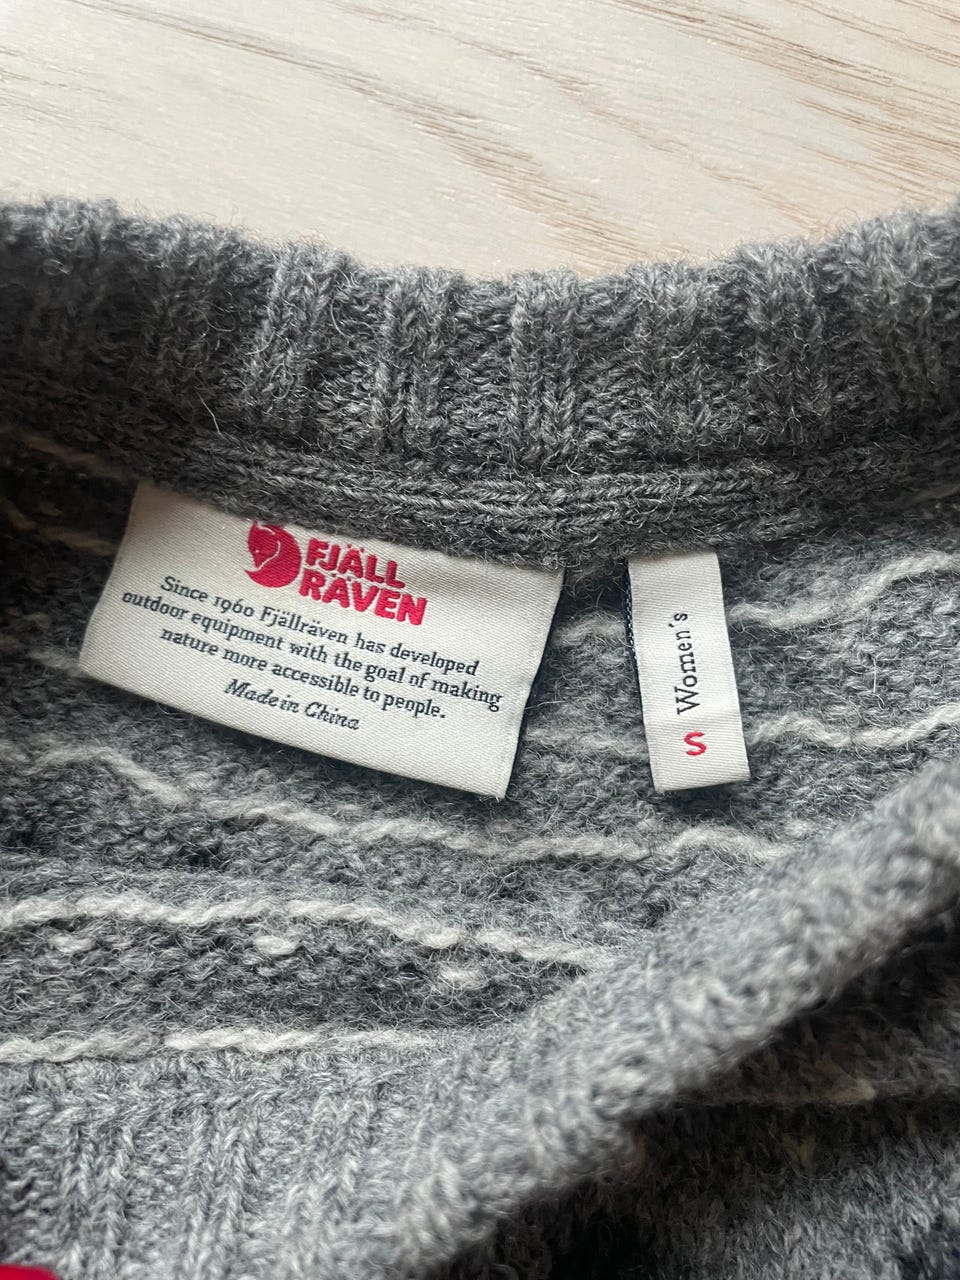 FJÄLL
RÄVEN
Since 1960 Fjällräven has developed
outdoor equipment with the goal of making
nature more accessible to people.
Made in China
Women's
S